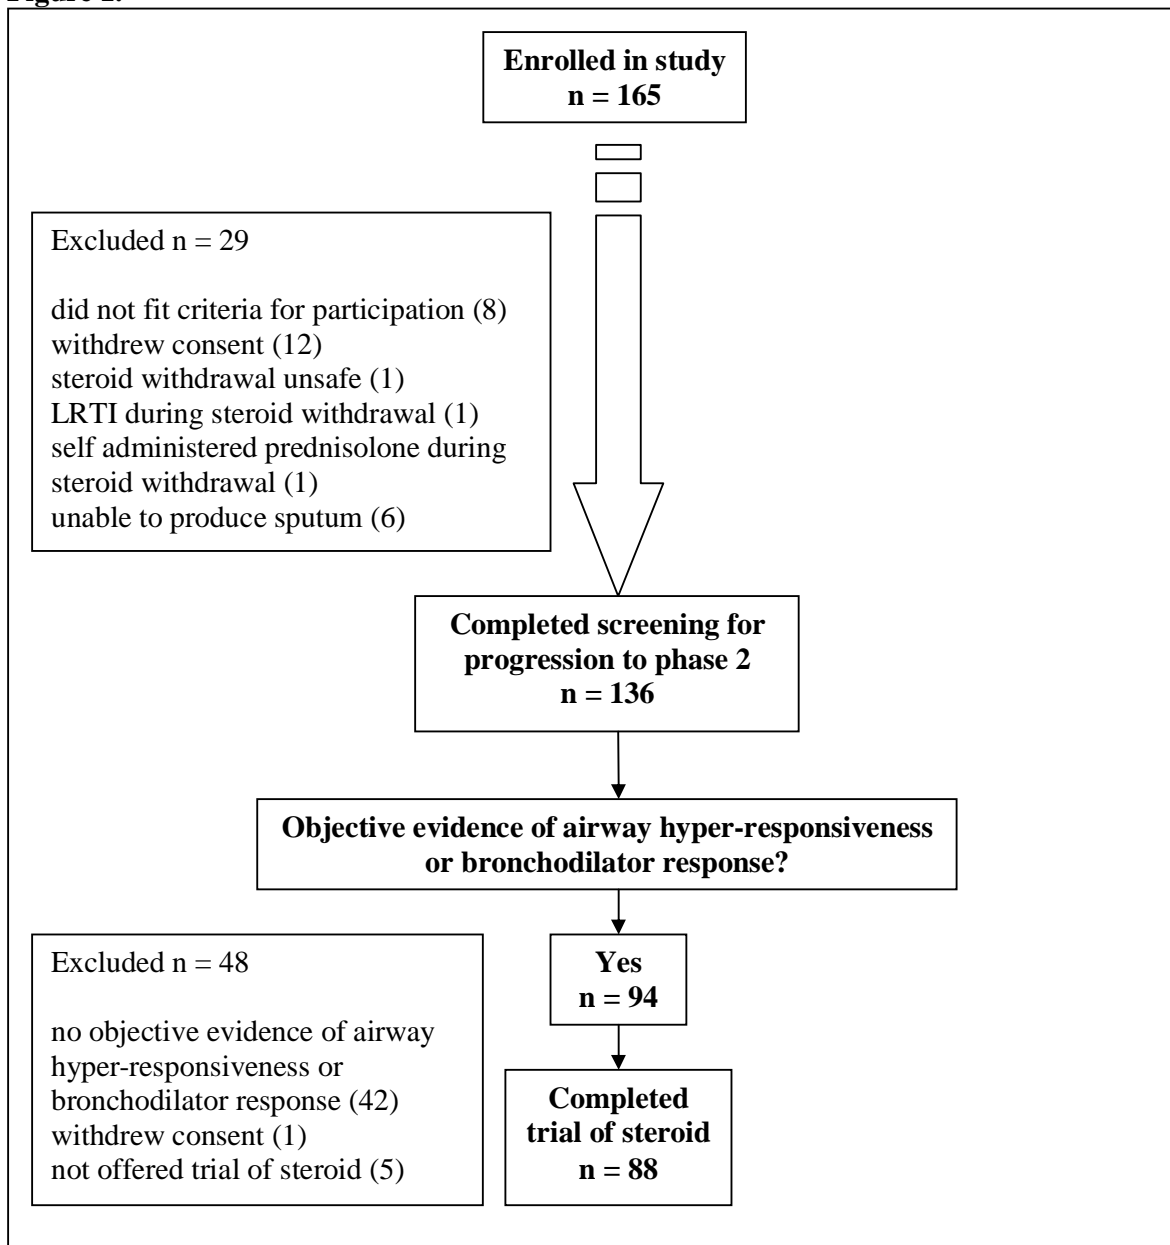 Enrolled in study
n = 165
Excluded n = 29
did not fit criteria for participation (8)
withdrew consent (12)
steroid withdrawal unsafe (1)
LRTI during steroid withdrawal (1)
self administered prednisolone during
steroid withdrawal (1)
unable to produce sputum (6)
Completed screening for
progression to phase 2
n = 136
Objective evidence of airway hyper-responsiveness
or bronchodilator response?
Yes
n = 94
Excluded n = 48
no objective evidence of airway
hyper-responsiveness or
bronchodilator response (42)
withdrew consent (1)
not offered trial of steroid (5)
Completed
trial of steroid
n = 88